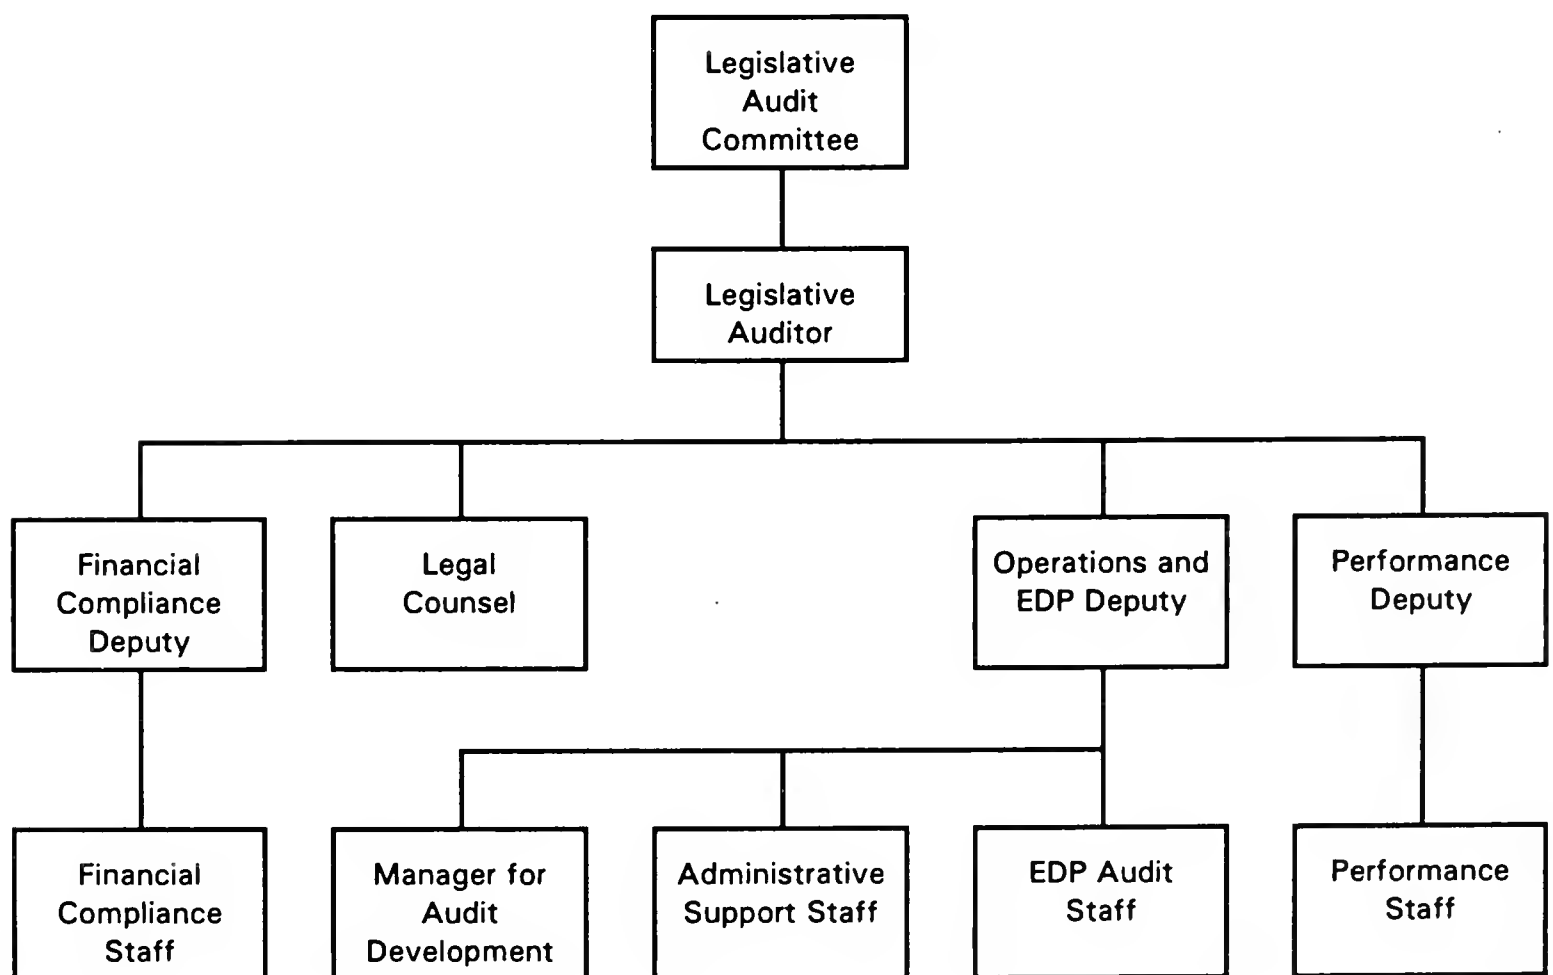 Legislative
Audit
Committee
Legislative
Auditor
Financial
Compliance
Deputy
Legal
Counsel
Operations and
EDP Deputy
Performance
Deputy
Financial
Compliance
Staff
Manager for
Audit
Development
Administrative
Support Staff
EDP Audit
Staff
Performance
Staff